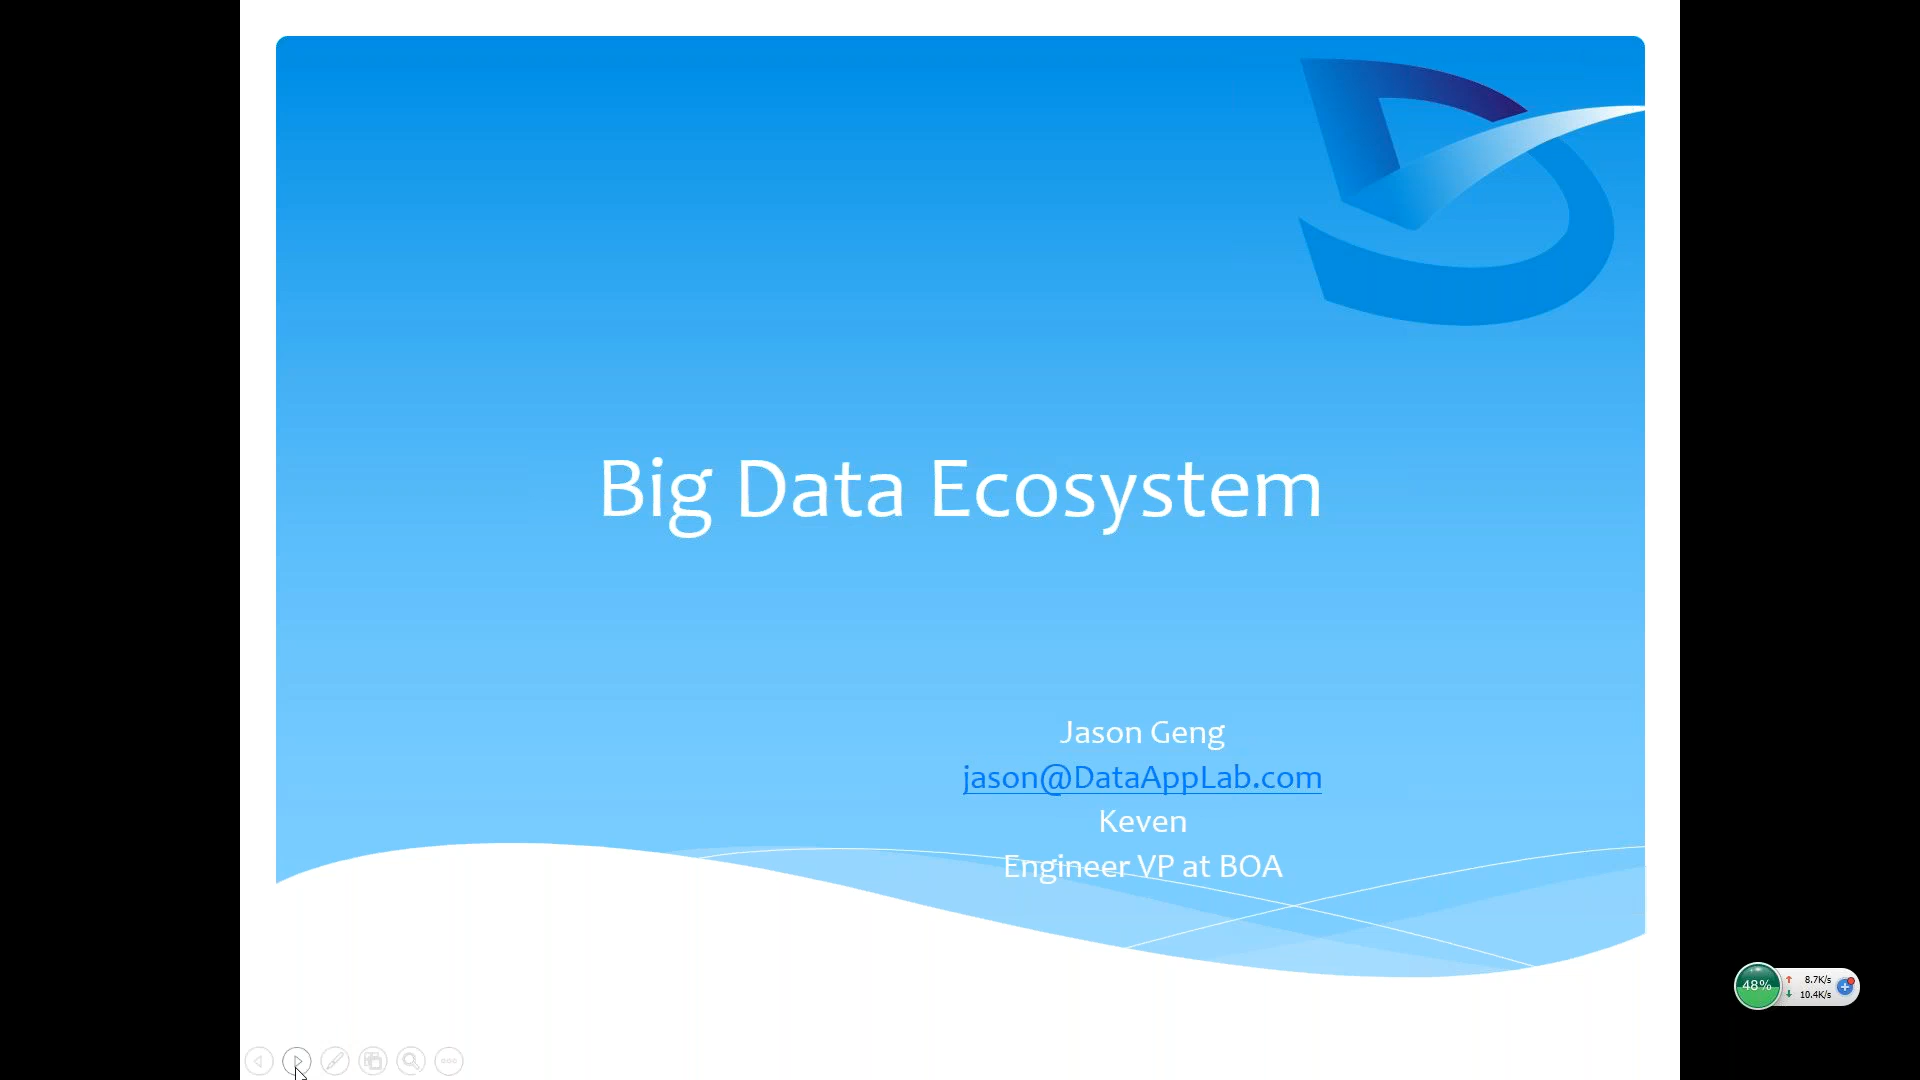 Big Data Ecosystem
Jason Geng
jason@DataAppLab.com
Keven
Engineer VP at BOA
48%
8.7K/s
10.4K/s